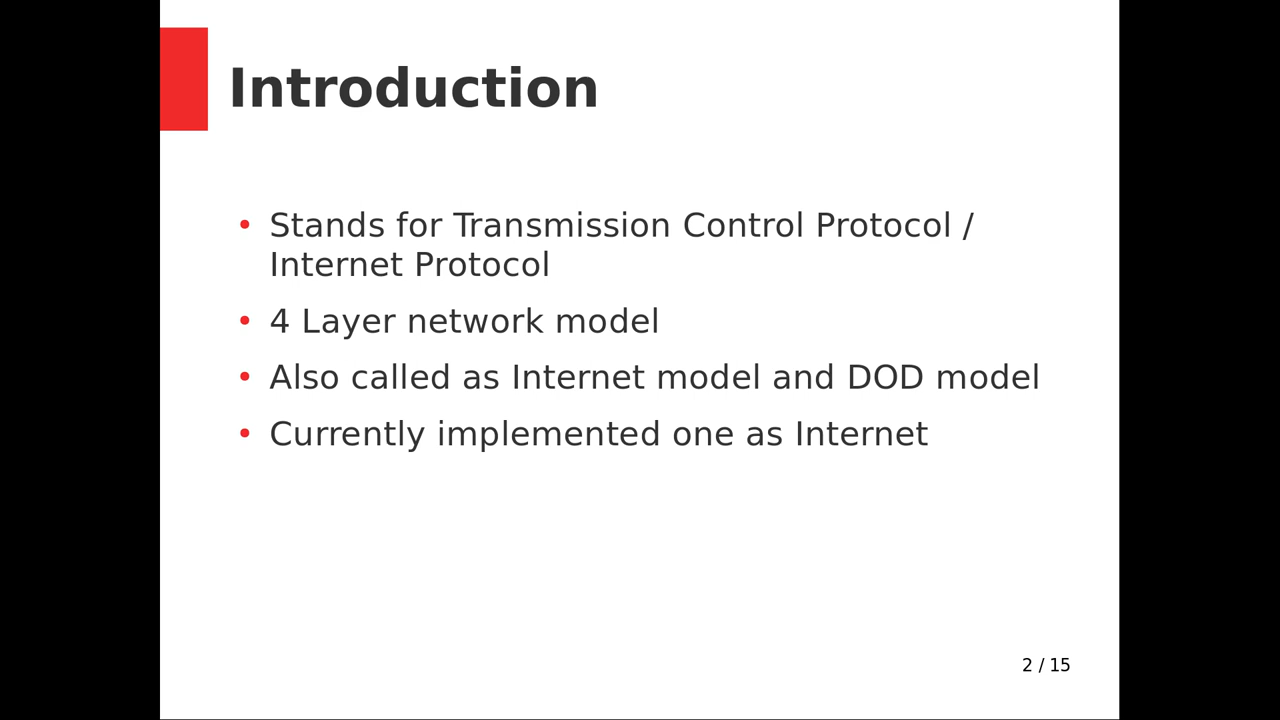 Introduction
• Stands for Transmission Control Protocol /
Internet Protocol
• 4 Layer network model
• Also called as Internet model and DOD model
• Currently implemented one as Internet
2 / 15